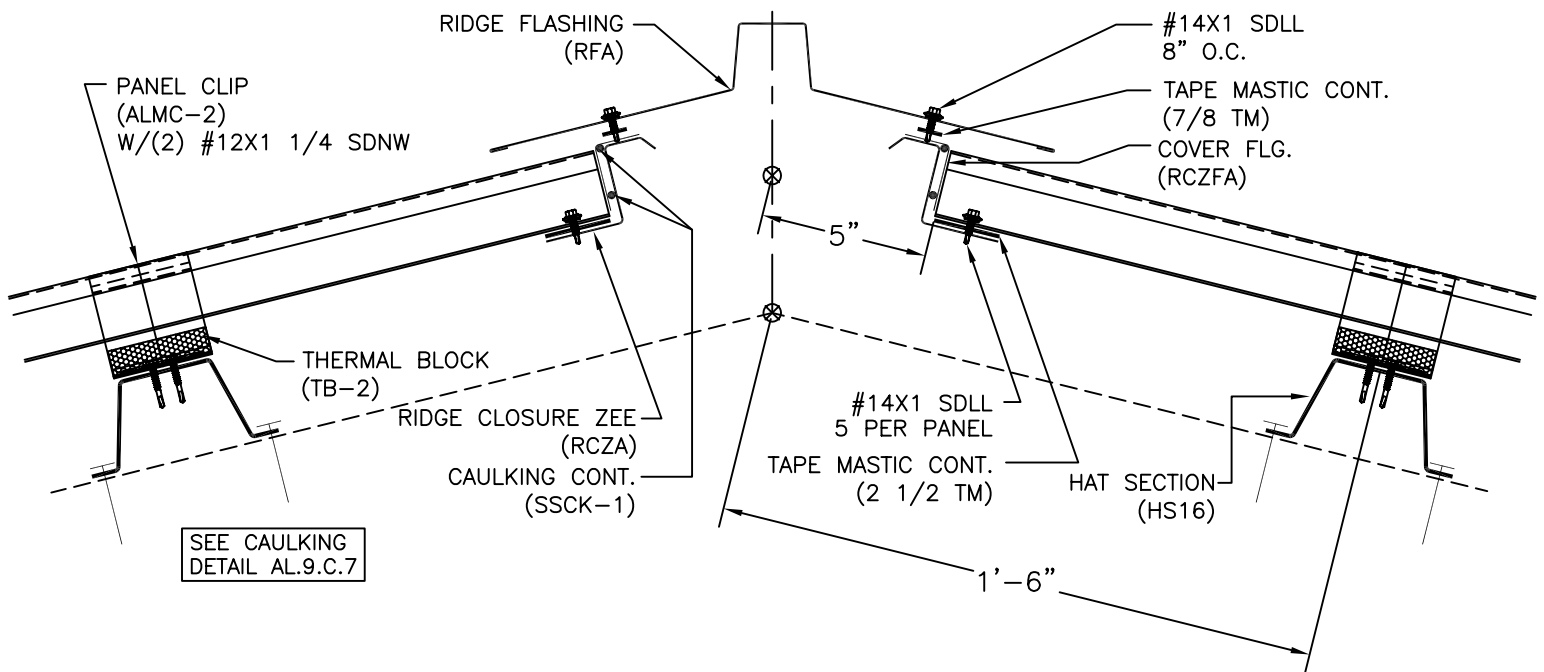 RIDGE FLASHING
(RFA)
#14X1 SDLL
8" O.C.
PANEL CLIP
(ALMC-2)
W/(2) #12X1 1/4 SDNW
TAPE MASTIC CONT.
(7/8 TM)
COVER FLG.
(RCZFA)
5"
THERMAL BLOCK
(TB-2)
RIDGE CLOSURE ZEE
(RCZA)
CAULKING CONT.
(SSCK-1)
#14X1 SDLL
5 PER PANEL
TAPE MASTIC CONT.
(2 1/2 TM)
HAT SECTION
(HS16)
SEE CAULKING
DETAIL AL.9.C.7
1'-6"